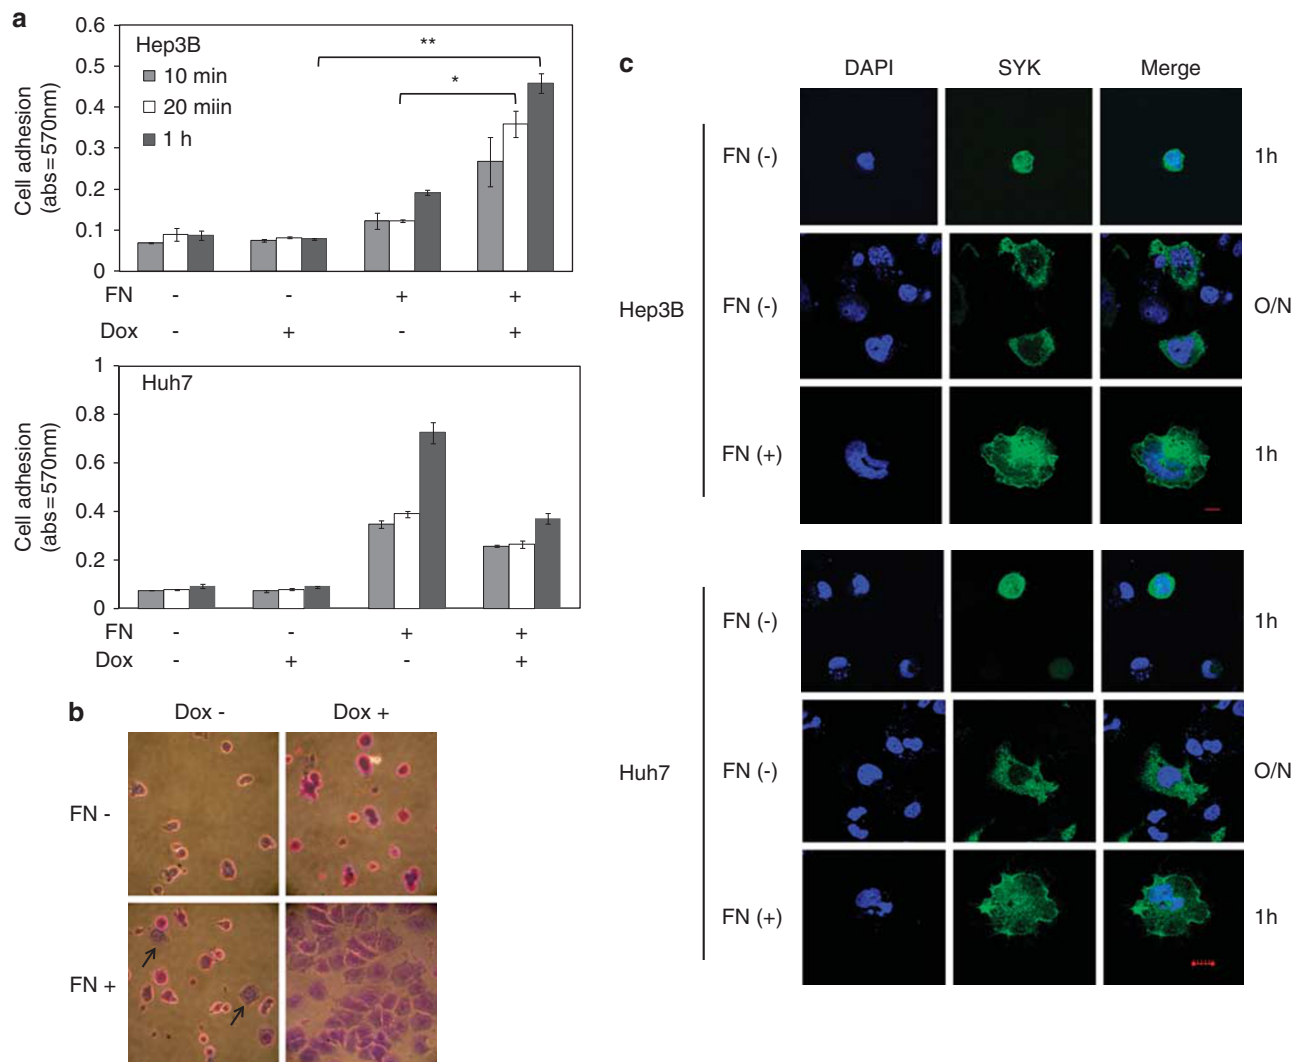 a
0.6
Hep3B
10 min
20 miin
1 h
**
*
0.5
0.4
0.3
0.2
0.1
0
Cell adhesion
(abs=570nm)
FN - - + +
Dox - + - +
1
Huh7
0.8
0.6
0.4
0.2
0
Cell adhesion
(abs=570nm)
FN - - + +
Dox - + - +
b
Dox - Dox +
FN -
FN +
c
DAPI SYK Merge
Hep3B
FN (-) 1h
FN (-) O/N
FN (+) 1h
Huh7
FN (-) 1h
FN (-) O/N
FN (+) 1h